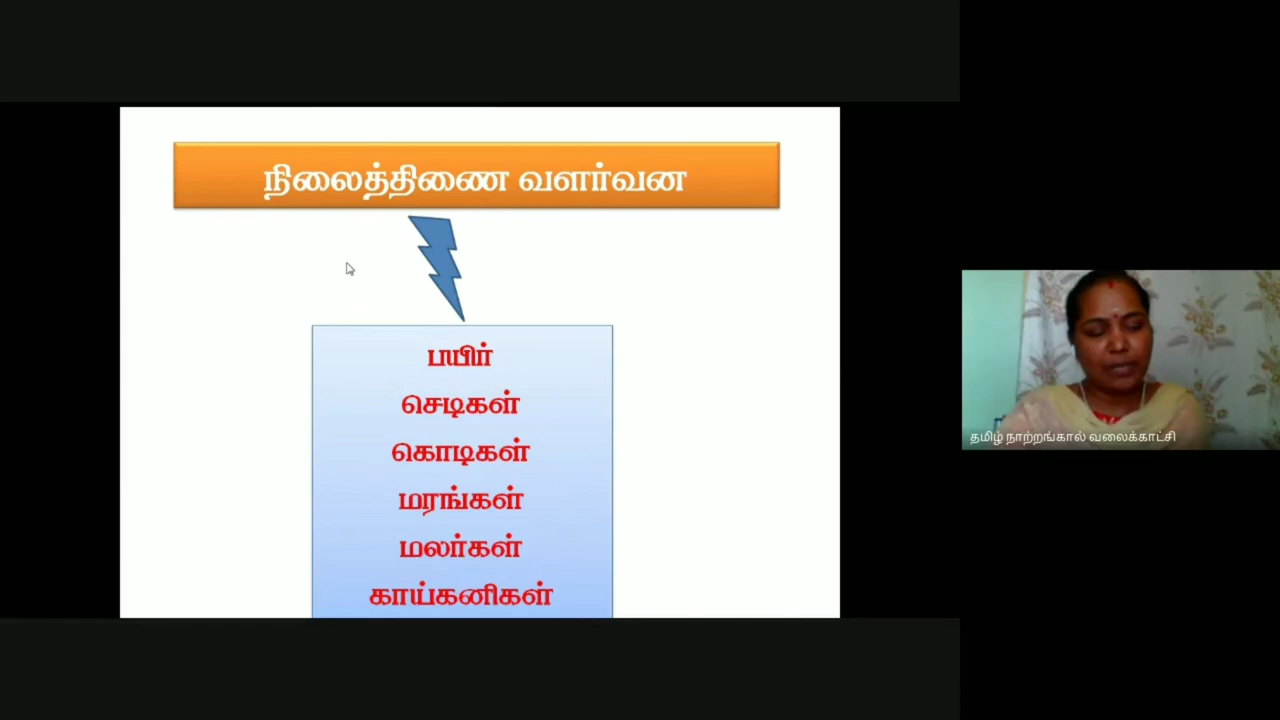 நிலைத்திணை வளர்வன
பயிர்
செடிகள்
கொடிகள்
மரங்கள்
மலர்கள்
காய்கனிகள்
தமிழ் நாற்றங்கால் வலைக்காட்சி